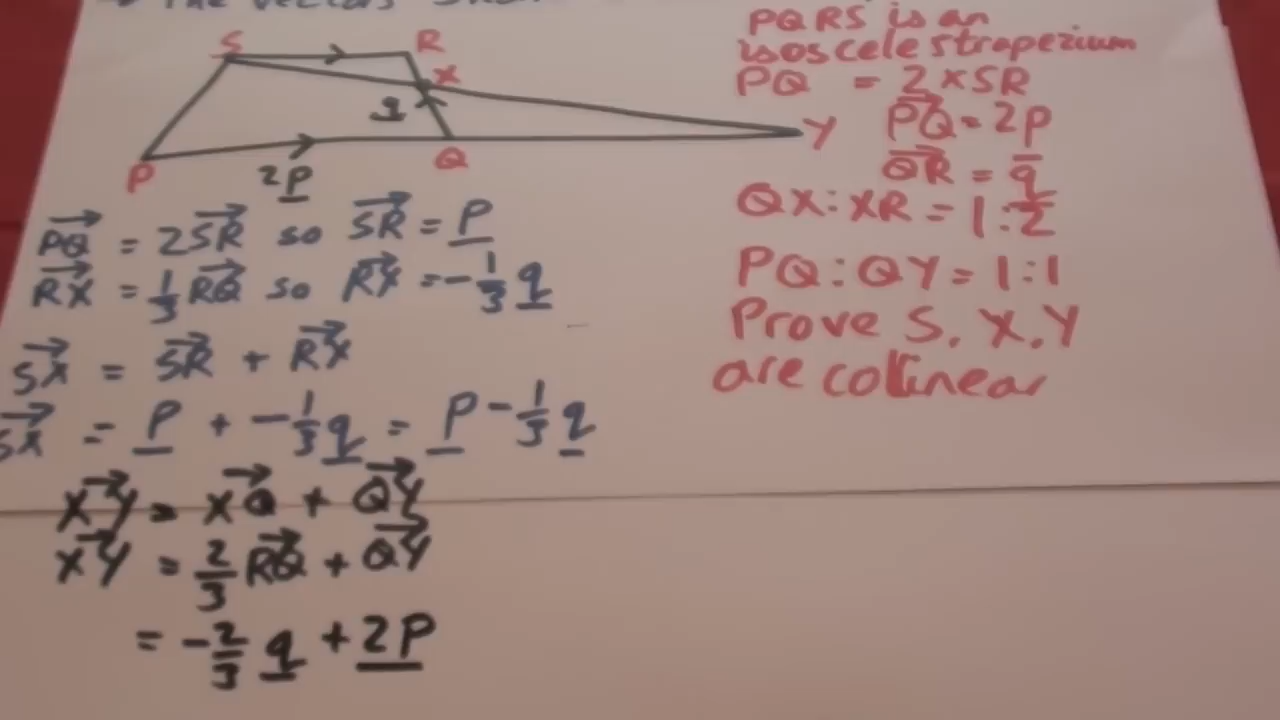 The vectors
S R X q Y
P 2p Q
PQ = 2SR so SR = p
RX = 1/3 RQ so RX = -1/3 q
SX = SR + RX
SX = p + -1/3 q = p - 1/3 q
XY = XQ + QY
XY = 2/3 RQ + QY
= -2/3 q + 2p
PQRS is an
isosceles trapezium
PQ = 2 x SR
PQ = 2p
QR = q
QX : XR = 1 : 2
PQ : QY = 1 : 1
Prove S, X, Y
are collinear